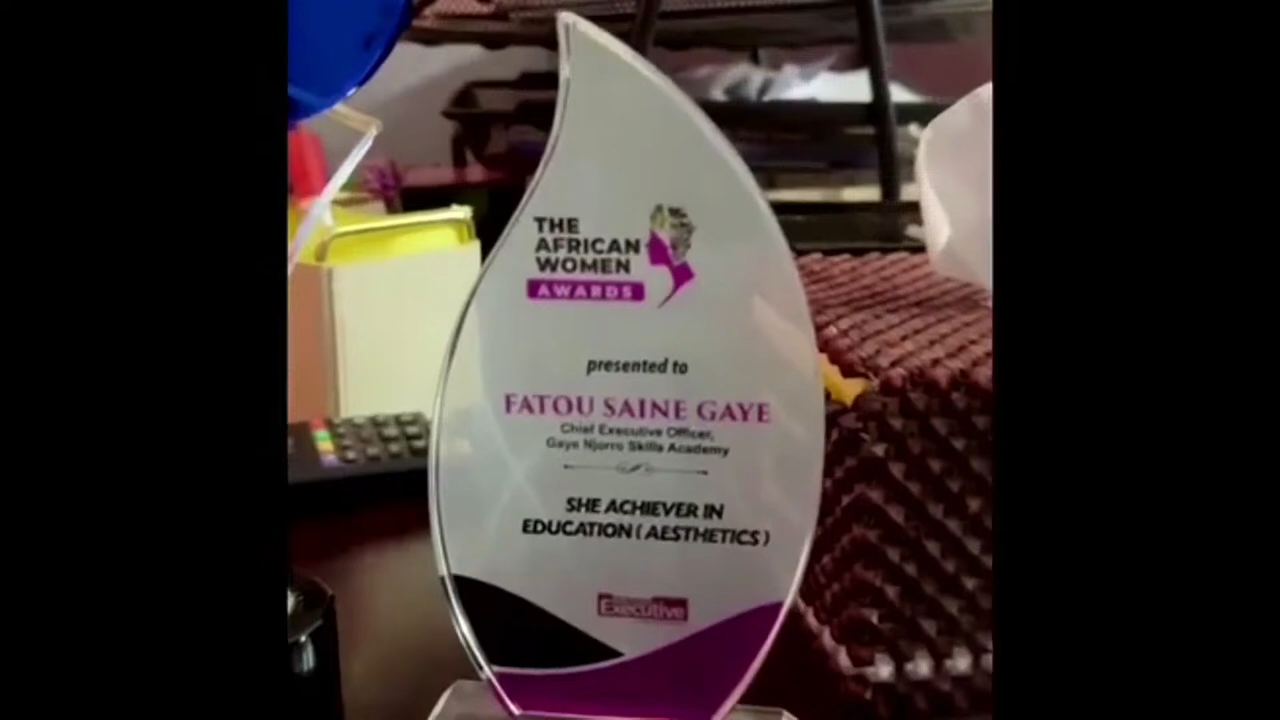 THE
AFRICAN
WOMEN
AWARDS
presented to
FATOU SAINE GAYE
Chief Executive Officer,
Gaye Njorro Skills Academy
SHE ACHIEVER IN
EDUCATION ( AESTHETICS )
Executive